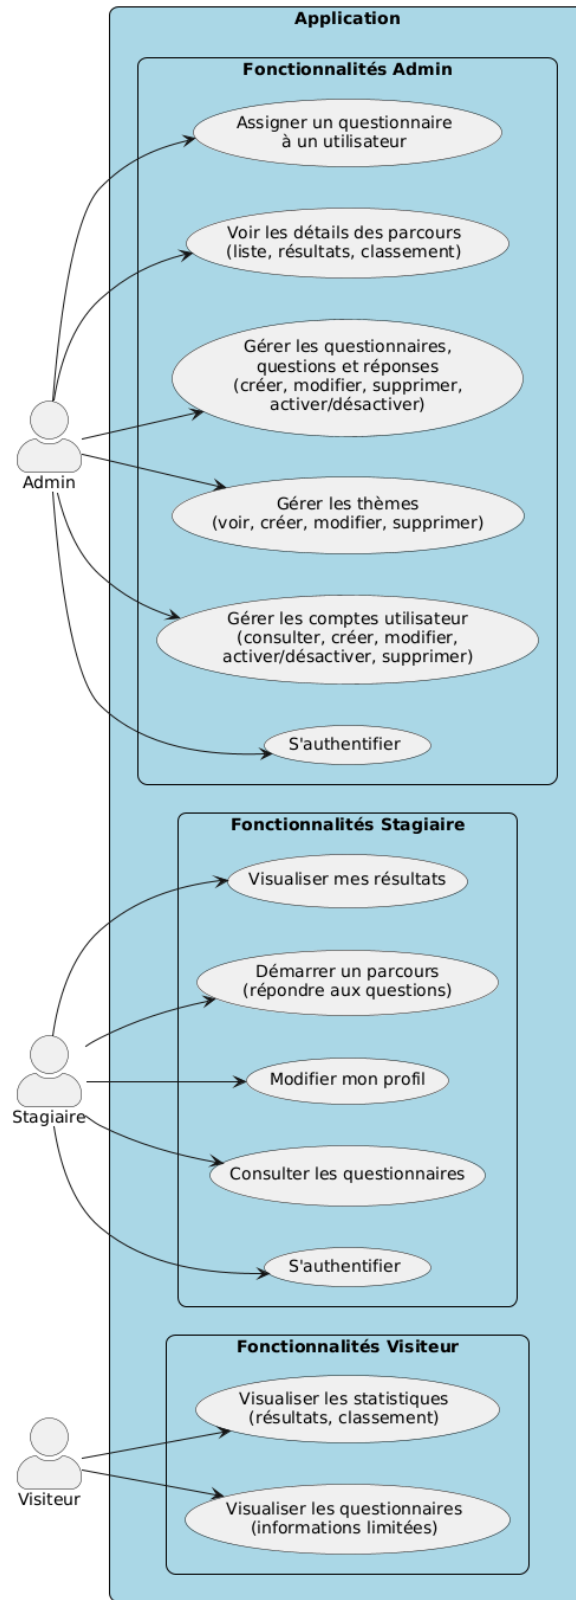 Application
Fonctionnalités Admin
Assigner un questionnaire
à un utilisateur
Voir les détails des parcours
(liste, résultats, classement)
Gérer les questionnaires,
questions et réponses
(créer, modifier, supprimer,
activer/désactiver)
Admin
Gérer les thèmes
(voir, créer, modifier, supprimer)
Gérer les comptes utilisateur
(consulter, créer, modifier,
activer/désactiver, supprimer)
S'authentifier
Fonctionnalités Stagiaire
Visualiser mes résultats
Démarrer un parcours
(répondre aux questions)
Modifier mon profil
Stagiaire
Consulter les questionnaires
S'authentifier
Fonctionnalités Visiteur
Visualiser les statistiques
(résultats, classement)
Visiteur
Visualiser les questionnaires
(informations limitées)